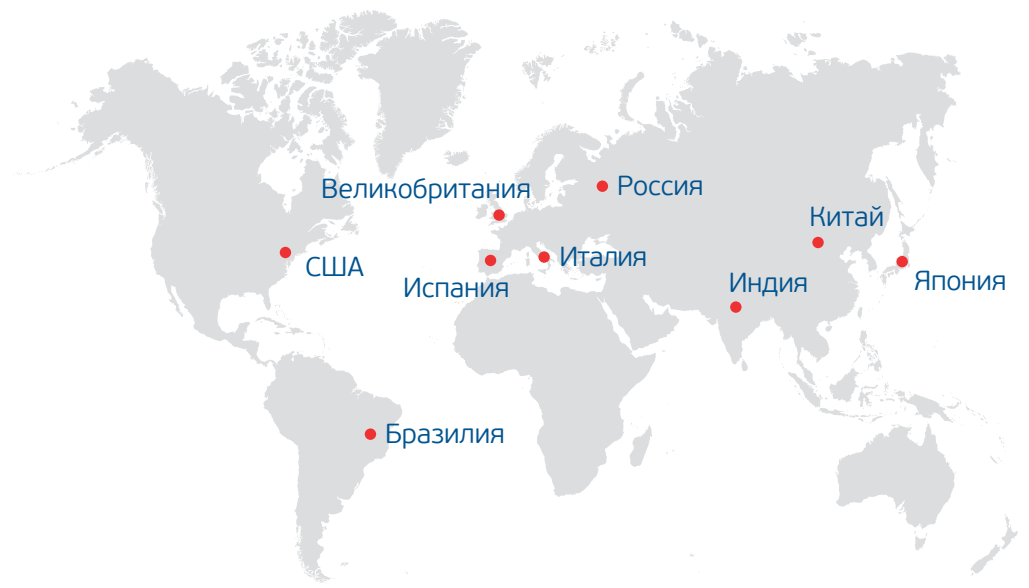 Великобритания
Россия
Китай
США
Испания
Италия
Индия
Япония
Бразилия